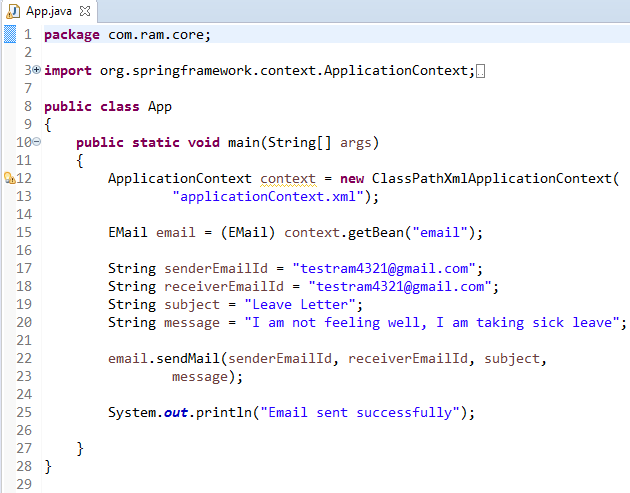 App.java
1 package com.ram.core;
2
3 import org.springframework.context.ApplicationContext;
7
8 public class App
9 {
10     public static void main(String[] args)
11     {
12         ApplicationContext context = new ClassPathXmlApplicationContext(
13                 "applicationContext.xml");
14
15         EMail email = (EMail) context.getBean("email");
16
17         String senderEmailId = "testram4321@gmail.com";
18         String receiverEmailId = "testram4321@gmail.com";
19         String subject = "Leave Letter";
20         String message = "I am not feeling well, I am taking sick leave";
21
22         email.sendMail(senderEmailId, receiverEmailId, subject,
23                 message);
24
25         System.out.println("Email sent successfully");
26
27     }
28 }
29